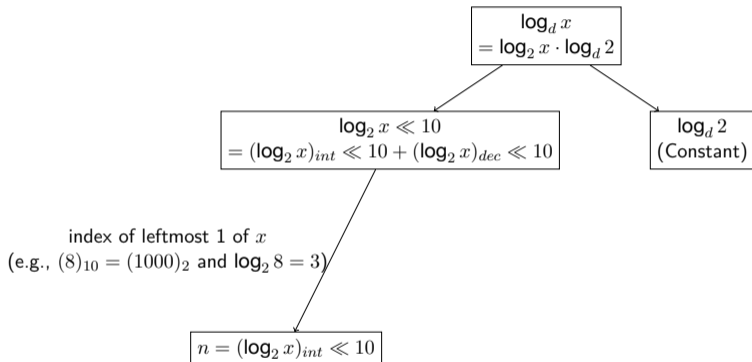 log_d x
= log_2 x · log_d 2
log_2 x ≪ 10
= (log_2 x)_int ≪ 10 + (log_2 x)_dec ≪ 10
log_d 2
(Constant)
index of leftmost 1 of x
(e.g., (8)_10 = (1000)_2 and log_2 8 = 3)
n = (log_2 x)_int ≪ 10